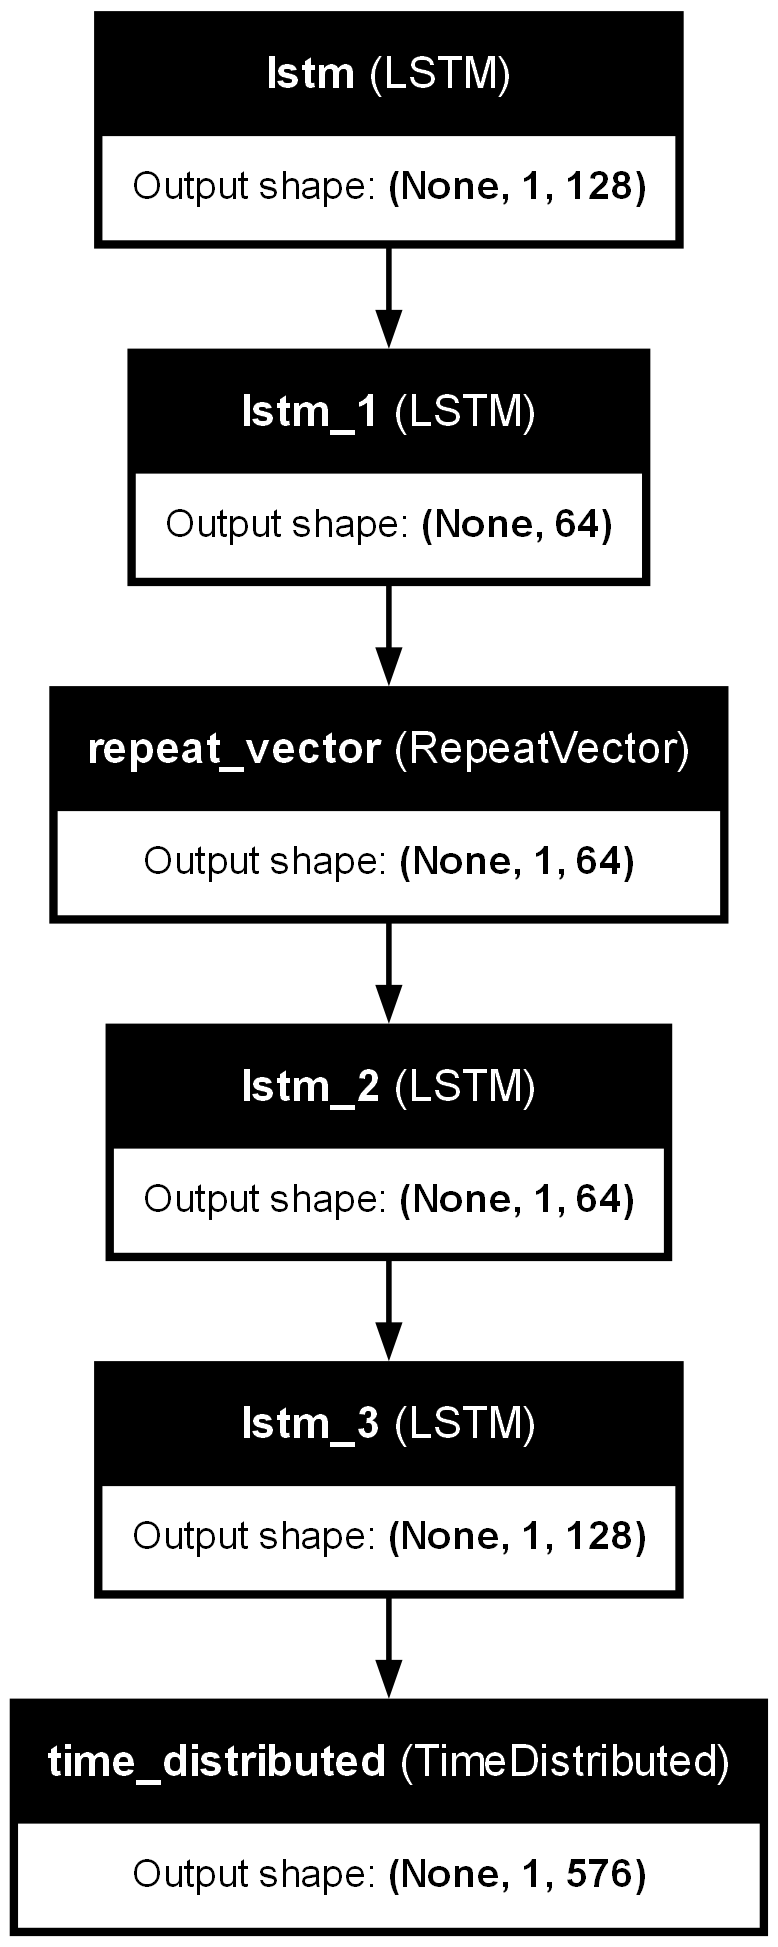 lstm (LSTM)
Output shape: (None, 1, 128)
lstm_1 (LSTM)
Output shape: (None, 64)
repeat_vector (RepeatVector)
Output shape: (None, 1, 64)
lstm_2 (LSTM)
Output shape: (None, 1, 64)
lstm_3 (LSTM)
Output shape: (None, 1, 128)
time_distributed (TimeDistributed)
Output shape: (None, 1, 576)